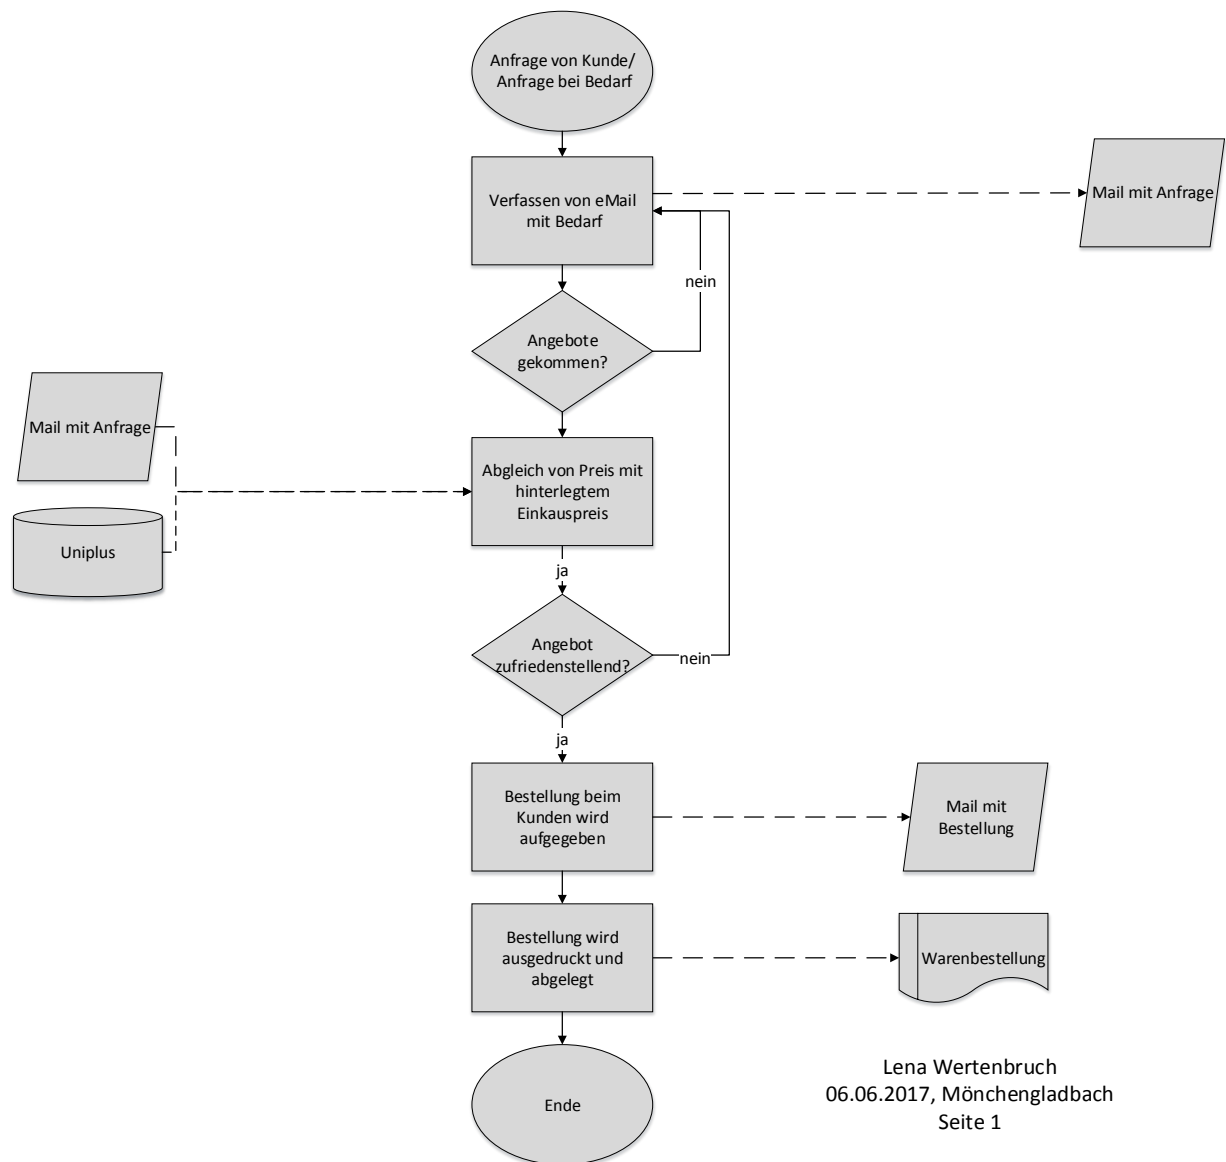 Anfrage von Kunde/
Anfrage bei Bedarf
Verfassen von eMail
mit Bedarf
Mail mit Anfrage
nein
Angebote
gekommen?
Mail mit Anfrage
Abgleich von Preis mit
hinterlegtem
Einkauspreis
Uniplus
ja
Angebot
zufriedenstellend?
nein
ja
Bestellung beim
Kunden wird
aufgegeben
Mail mit
Bestellung
Bestellung wird
ausgedruckt und
abgelegt
Warenbestellung
Ende
Lena Wertenbruch
06.06.2017, Mönchengladbach
Seite 1